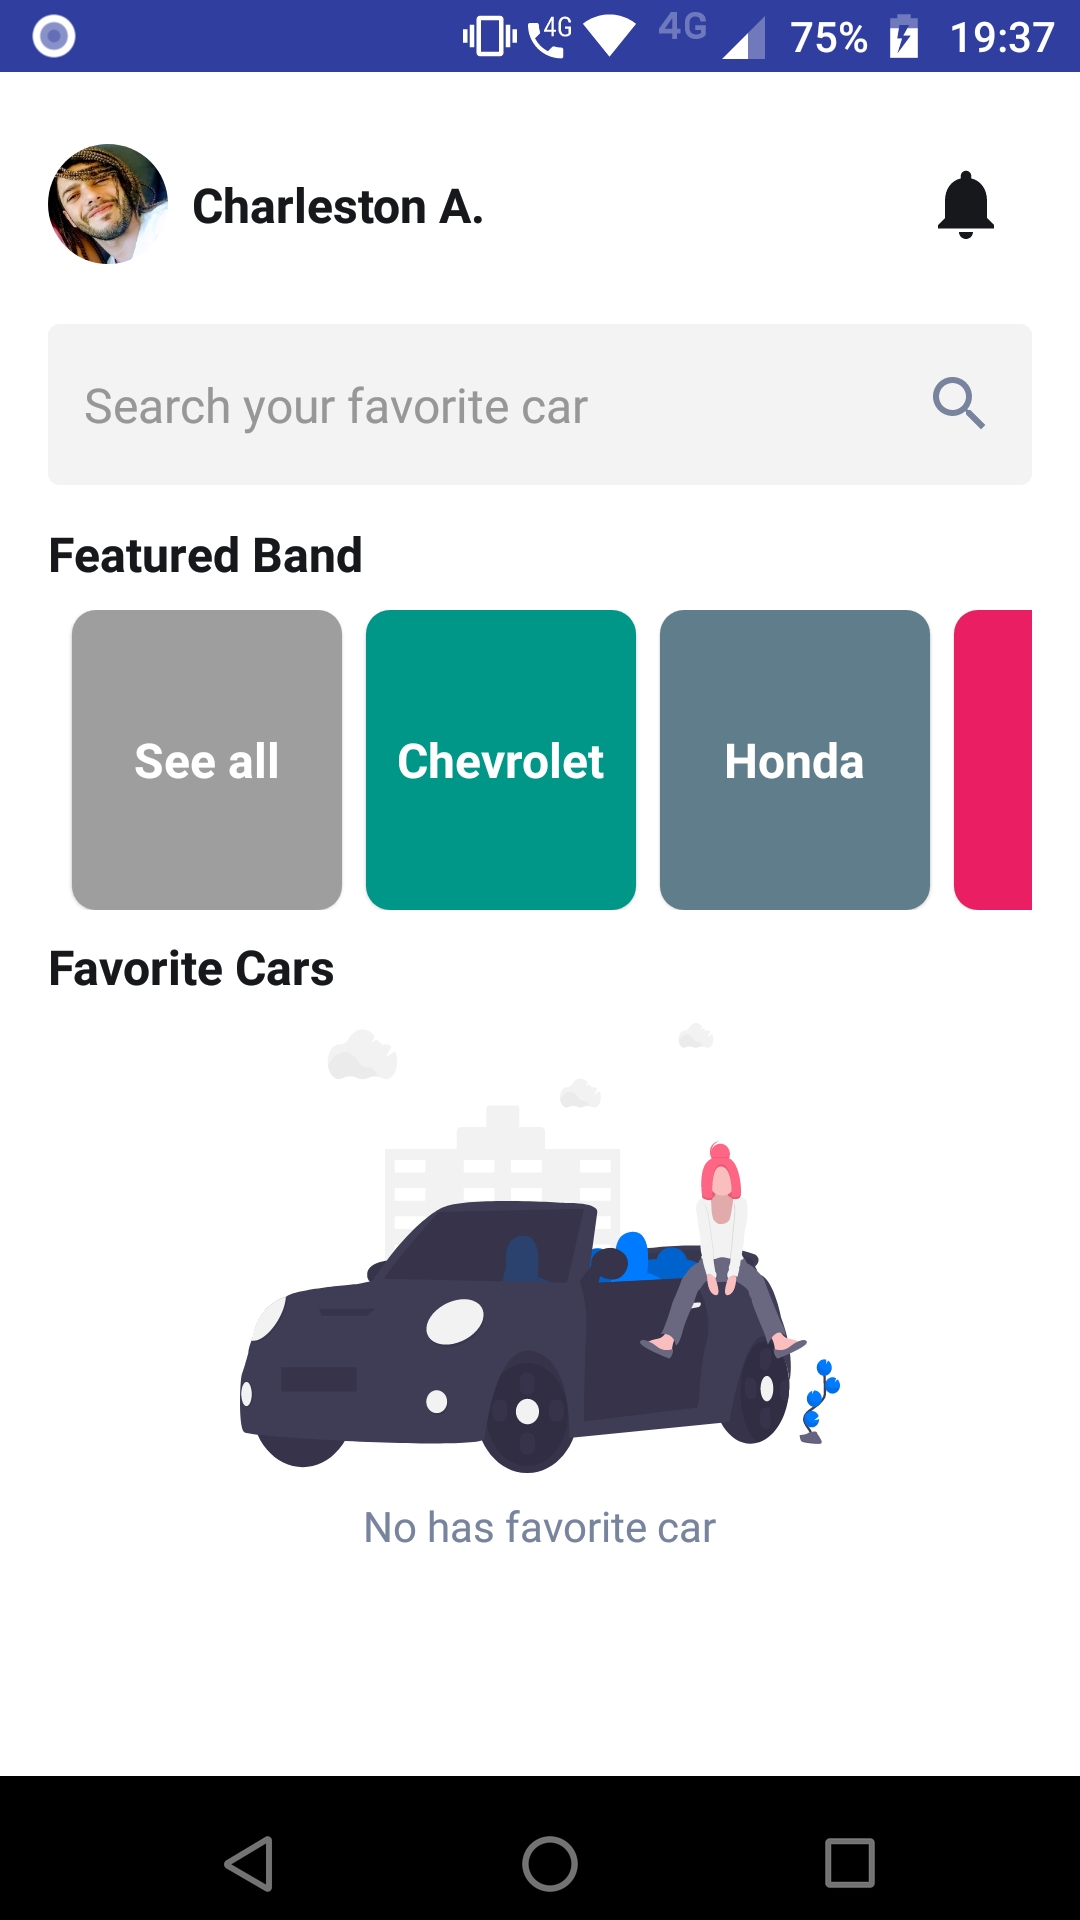 4G 4G 75% 19:37
Charleston A.
Search your favorite car
Featured Band
See all Chevrolet Honda
Favorite Cars
No has favorite car